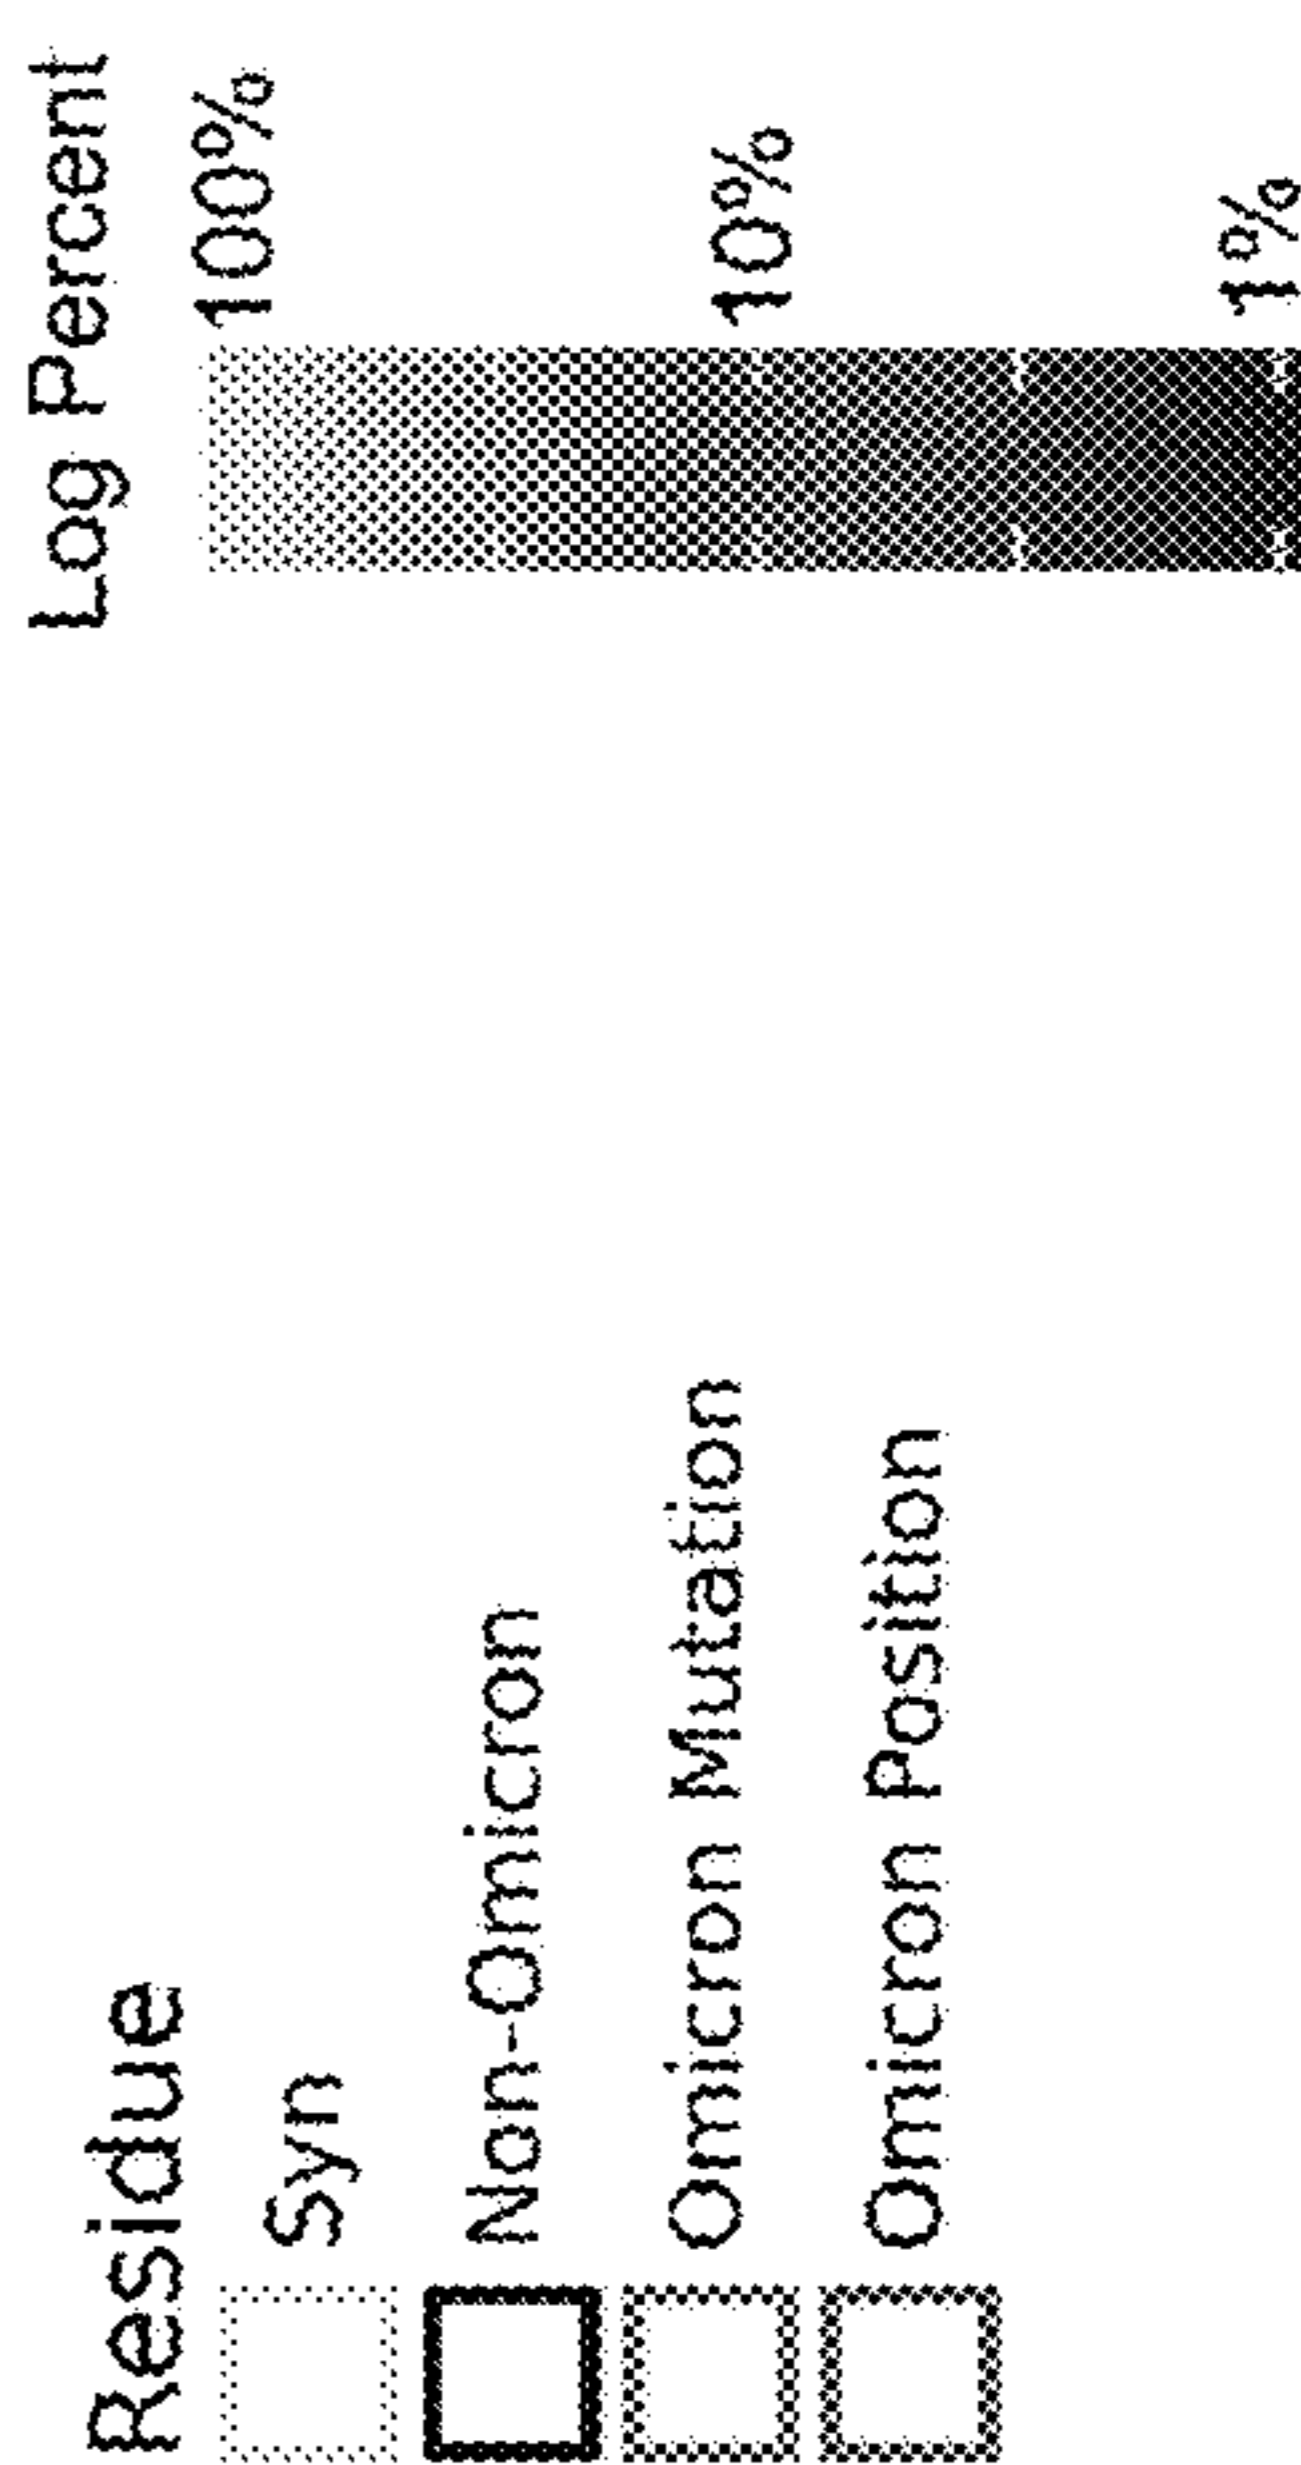 Residue
Syn
Non-Omicron
Omicron Mutation
Omicron Position
Log Percent
100%
10%
1%